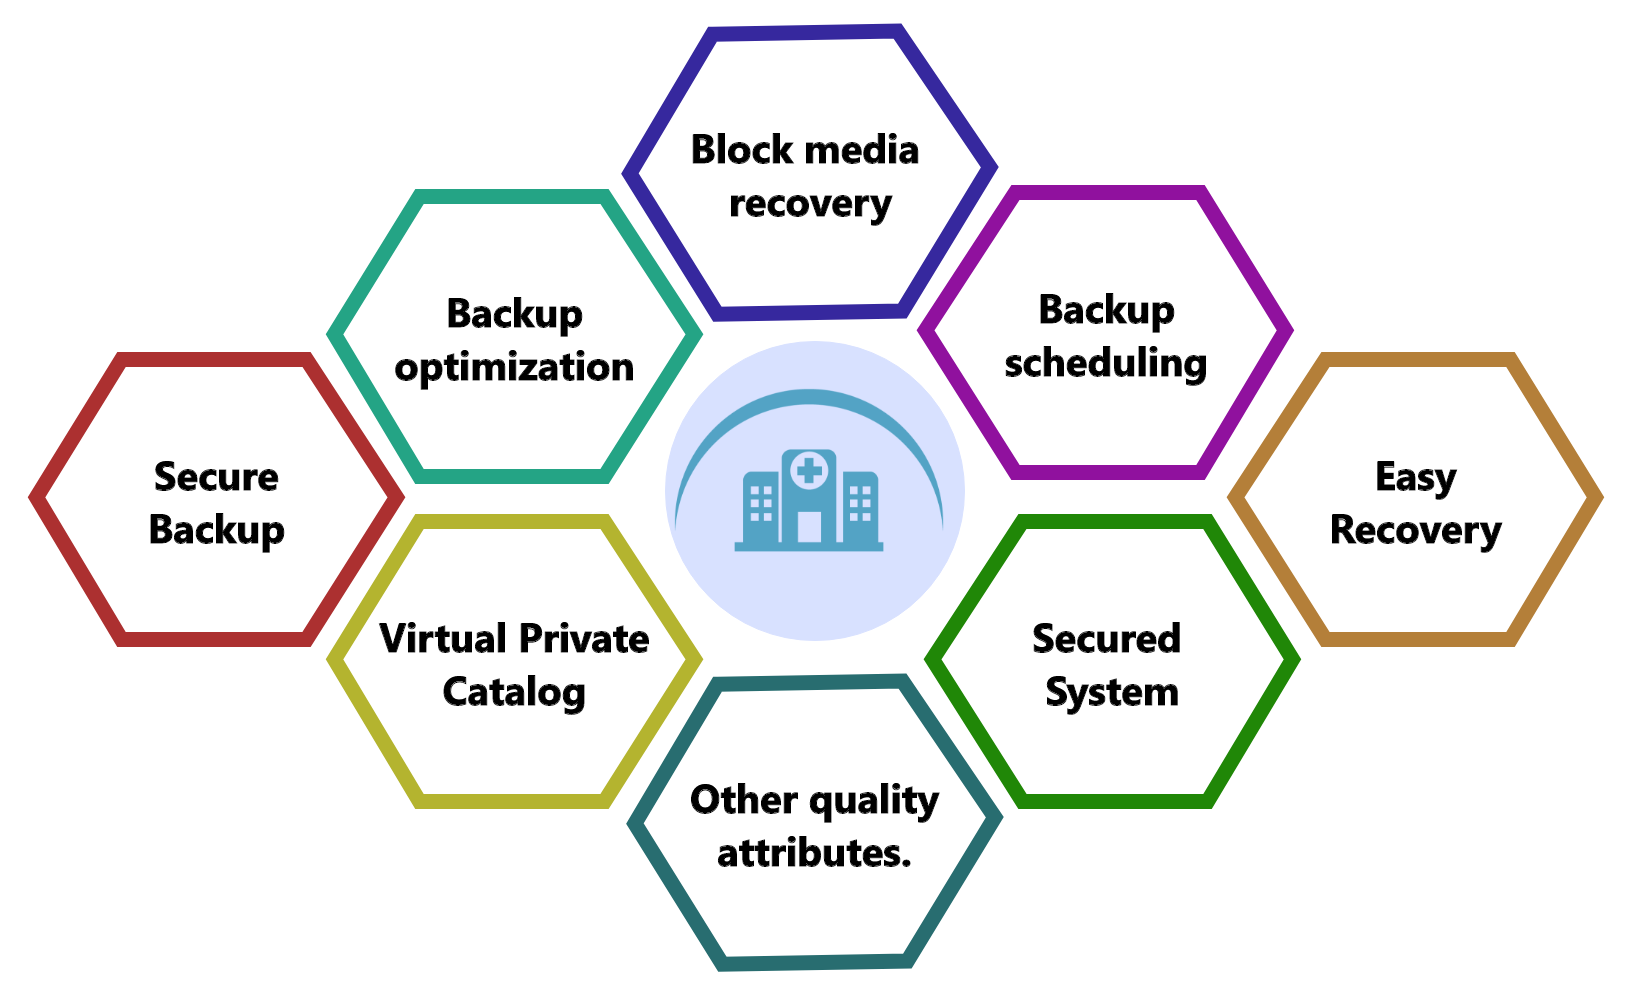 Block media
recovery
Backup
optimization
Backup
scheduling
Secure
Backup
Easy
Recovery
Virtual Private
Catalog
Secured
System
Other quality
attributes.